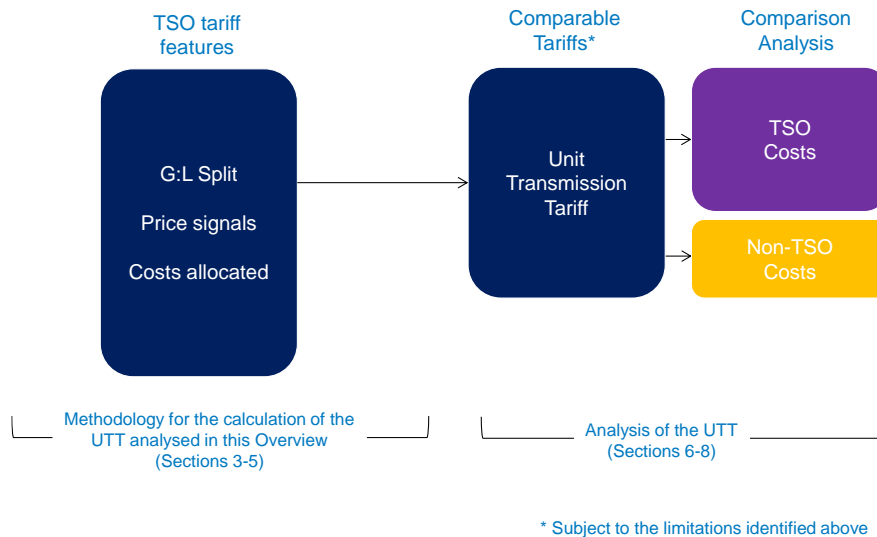 TSO tariff
features
Comparable
Tariffs*
Comparison
Analysis
G:L Split
Price signals
Costs allocated
Unit
Transmission
Tariff
TSO
Costs
Non-TSO
Costs
Methodology for the calculation of the
UTT analysed in this Overview
(Sections 3-5)
Analysis of the UTT
(Sections 6-8)
* Subject to the limitations identified above